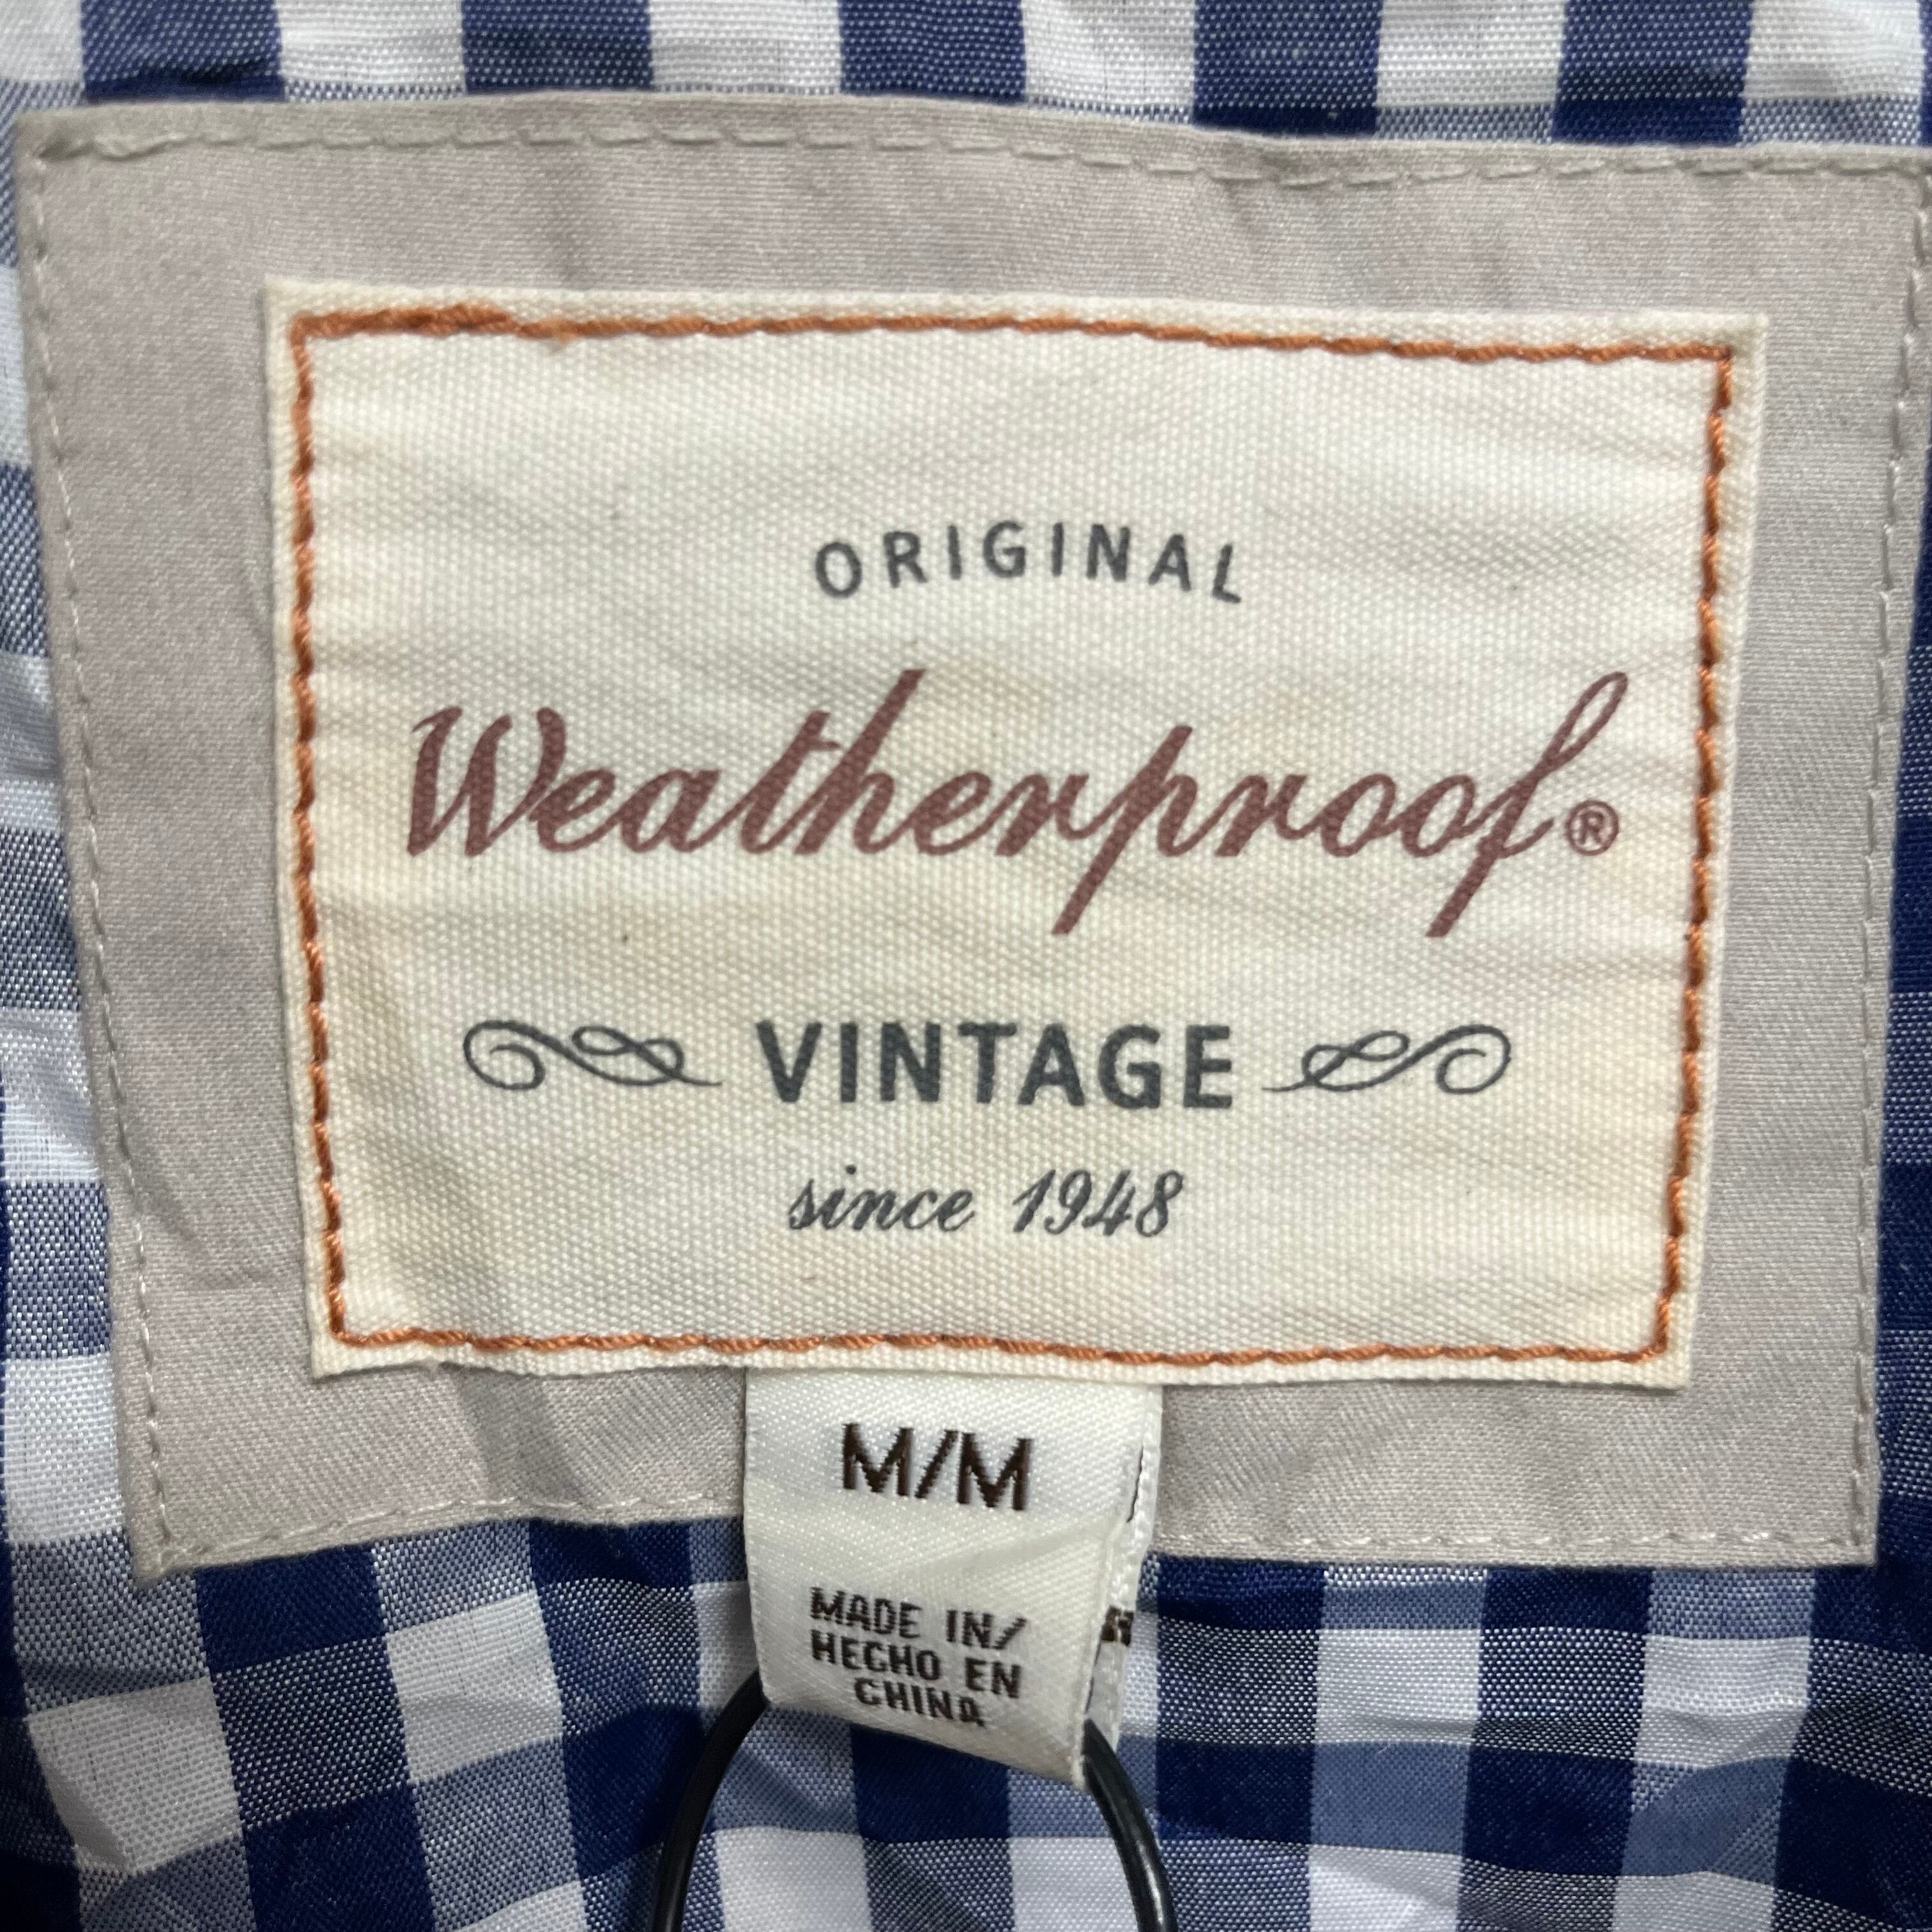 ORIGINAL
Weatherproof®
VINTAGE
since 1948
M/M
MADE IN/
HECHO EN
CHINA